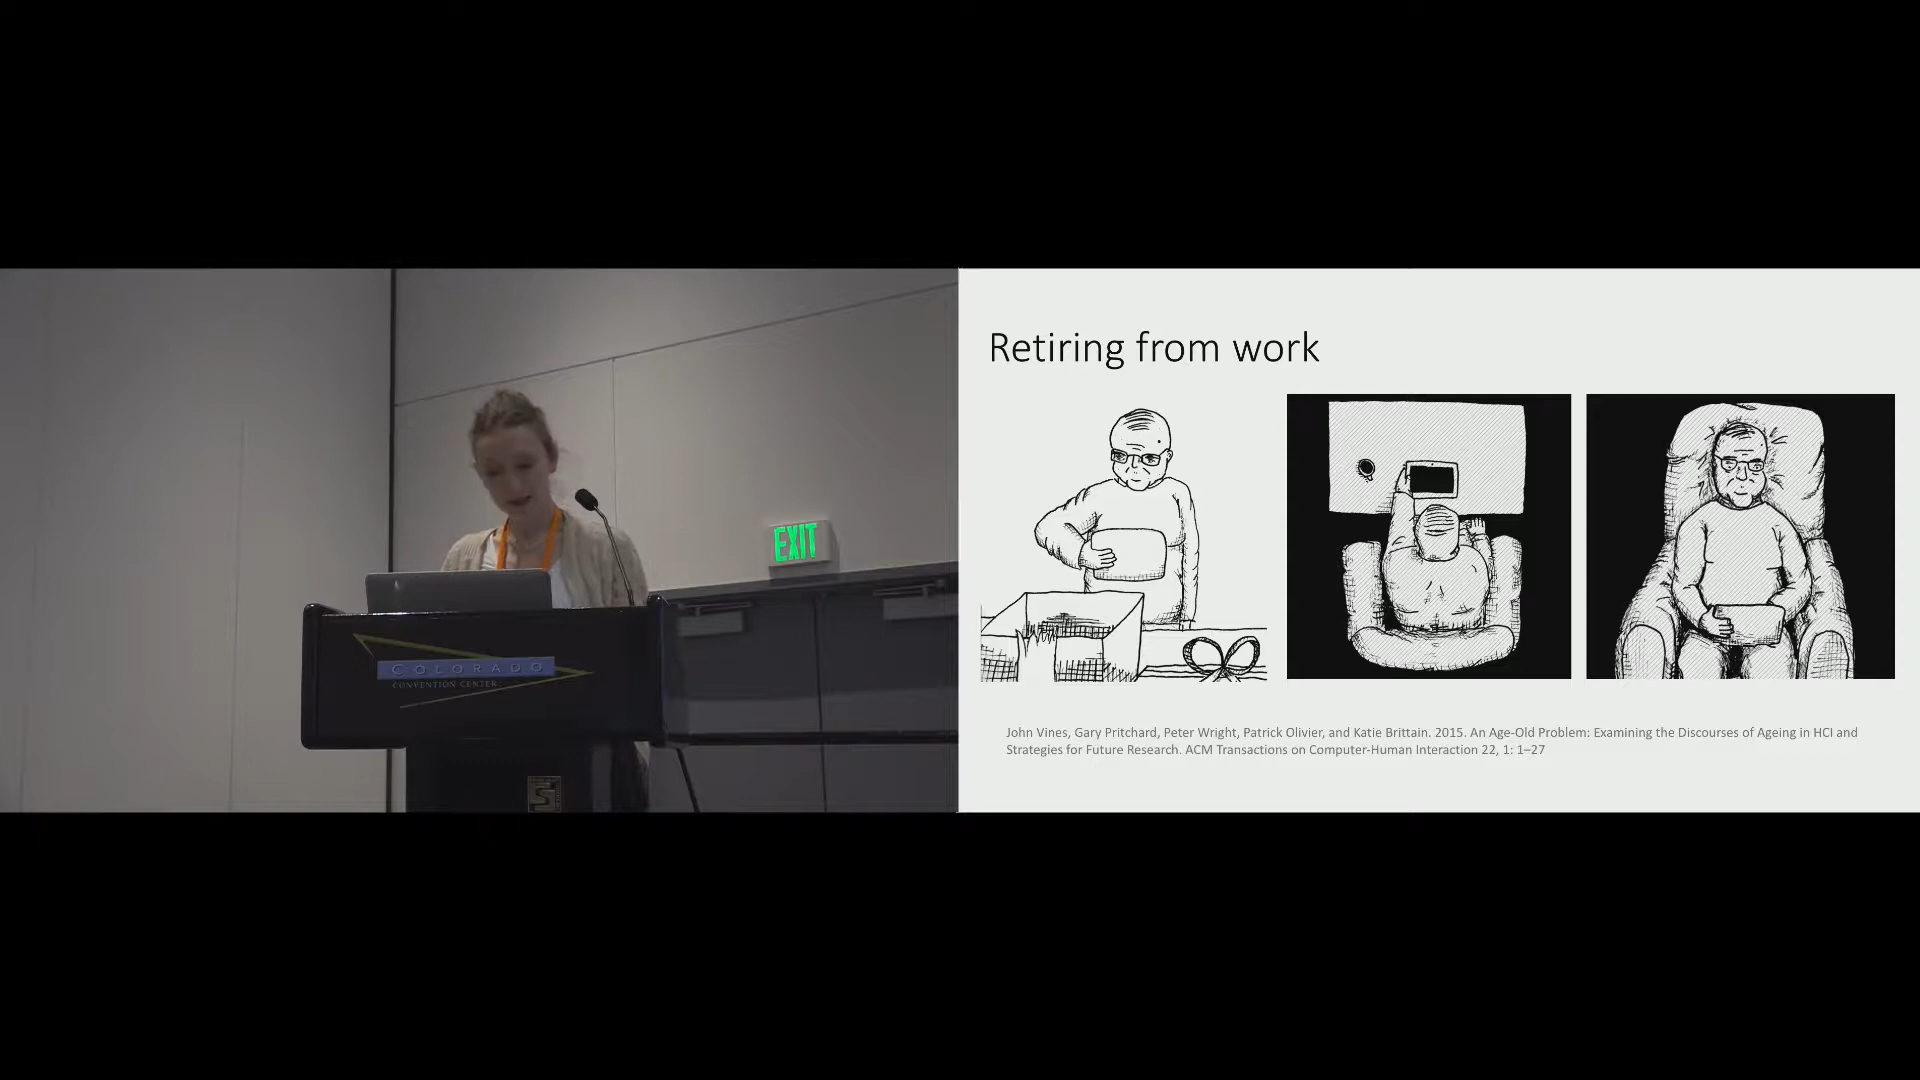 EXIT
COLORADO
CONVENTION CENTER
Retiring from work
John Vines, Gary Pritchard, Peter Wright, Patrick Olivier, and Katie Brittain. 2015. An Age-Old Problem: Examining the Discourses of Ageing in HCI and
Strategies for Future Research. ACM Transactions on Computer-Human Interaction 22, 1: 1–27